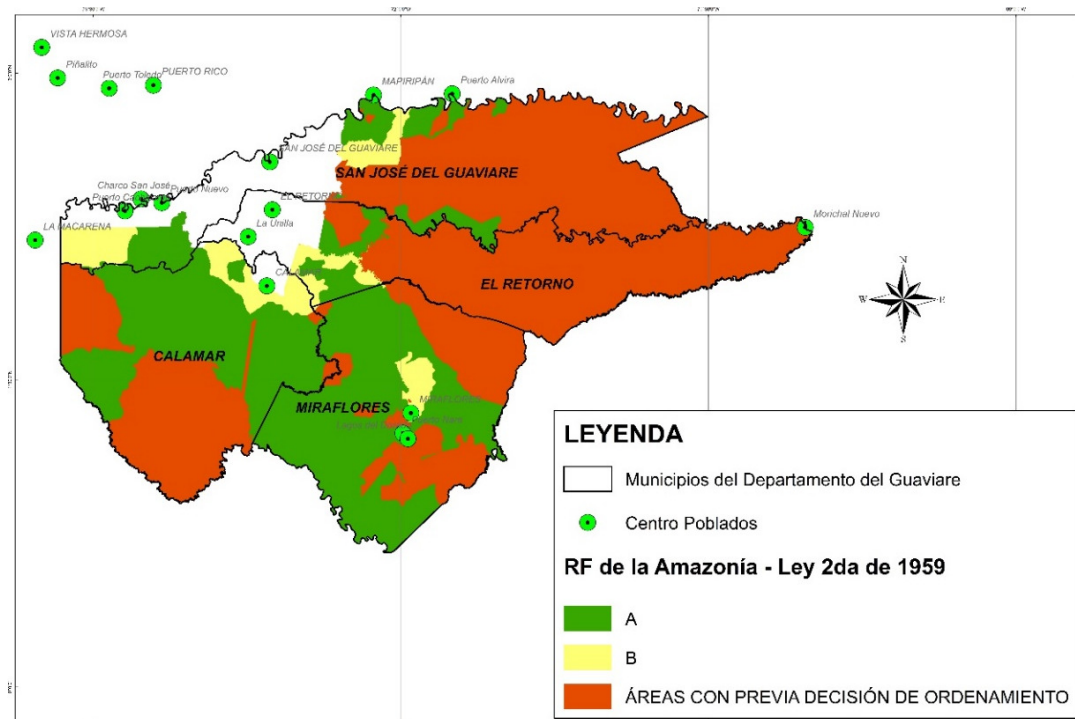 VISTA HERMOSA
Piñalito
Puerto Toledo
PUERTO RICO
MAPIRIPÁN
Puerto Alvira
SAN JOSÉ DEL GUAVIARE
SAN JOSÉ DEL GUAVIARE
Charco San José
Puerto Nuevo
EL RETORNO
LA MACARENA
La Unilla
Monchal Nuevo
EL RETORNO
N
W
E
S
CALAMAR
MIRAFLORES
MIRAFLORES
LEYENDA
Municipios del Departamento del Guaviare
Centro Poblados
RF de la Amazonía - Ley 2da de 1959
A
B
ÁREAS CON PREVIA DECISIÓN DE ORDENAMIENTO